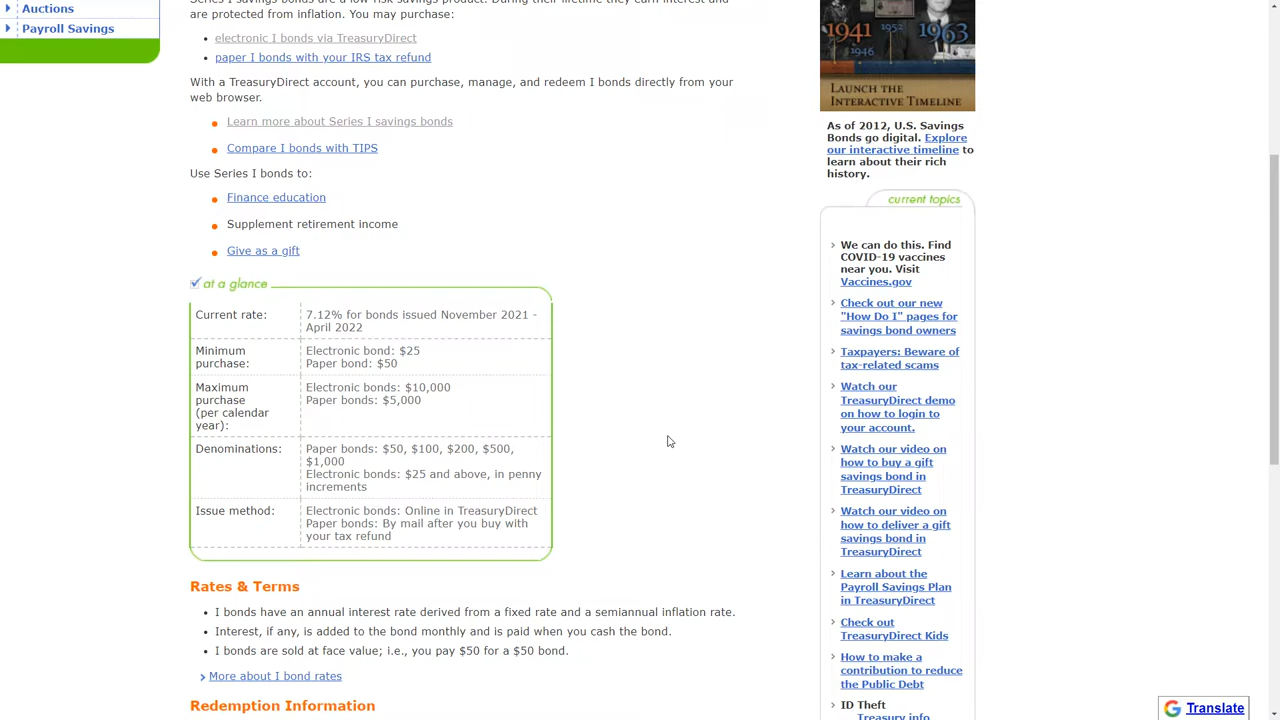 Auctions
Payroll Savings
Series I savings bonds are a low-risk savings product. During their lifetime they earn interest and
are protected from inflation. You may purchase:
electronic I bonds via TreasuryDirect
paper I bonds with your IRS tax refund
With a TreasuryDirect account, you can purchase, manage, and redeem I bonds directly from your
web browser.
Learn more about Series I savings bonds
Compare I bonds with TIPS
Use Series I bonds to:
Finance education
Supplement retirement income
Give as a gift
at a glance
Current rate:
7.12% for bonds issued November 2021 -
April 2022
Minimum
purchase:
Electronic bond: $25
Paper bond: $50
Maximum
purchase
(per calendar
year):
Electronic bonds: $10,000
Paper bonds: $5,000
Denominations:
Paper bonds: $50, $100, $200, $500,
$1,000
Electronic bonds: $25 and above, in penny
increments
Issue method:
Electronic bonds: Online in TreasuryDirect
Paper bonds: By mail after you buy with
your tax refund
Rates & Terms
I bonds have an annual interest rate derived from a fixed rate and a semiannual inflation rate.
Interest, if any, is added to the bond monthly and is paid when you cash the bond.
I bonds are sold at face value; i.e., you pay $50 for a $50 bond.
More about I bond rates
Redemption Information
1941
1946
1952
1963
LAUNCH THE
INTERACTIVE TIMELINE
As of 2012, U.S. Savings
Bonds go digital. Explore
our interactive timeline to
learn about their rich
history.
current topics
We can do this. Find
COVID-19 vaccines
near you. Visit
Vaccines.gov
Check out our new
"How Do I" pages for
savings bond owners
Taxpayers: Beware of
tax-related scams
Watch our
TreasuryDirect demo
on how to login to
your account.
Watch our video on
how to buy a gift
savings bond in
TreasuryDirect
Watch our video on
how to deliver a gift
savings bond in
TreasuryDirect
Learn about the
Payroll Savings Plan
in TreasuryDirect
Check out
TreasuryDirect Kids
How to make a
contribution to reduce
the Public Debt
ID Theft
Treasury info
Translate